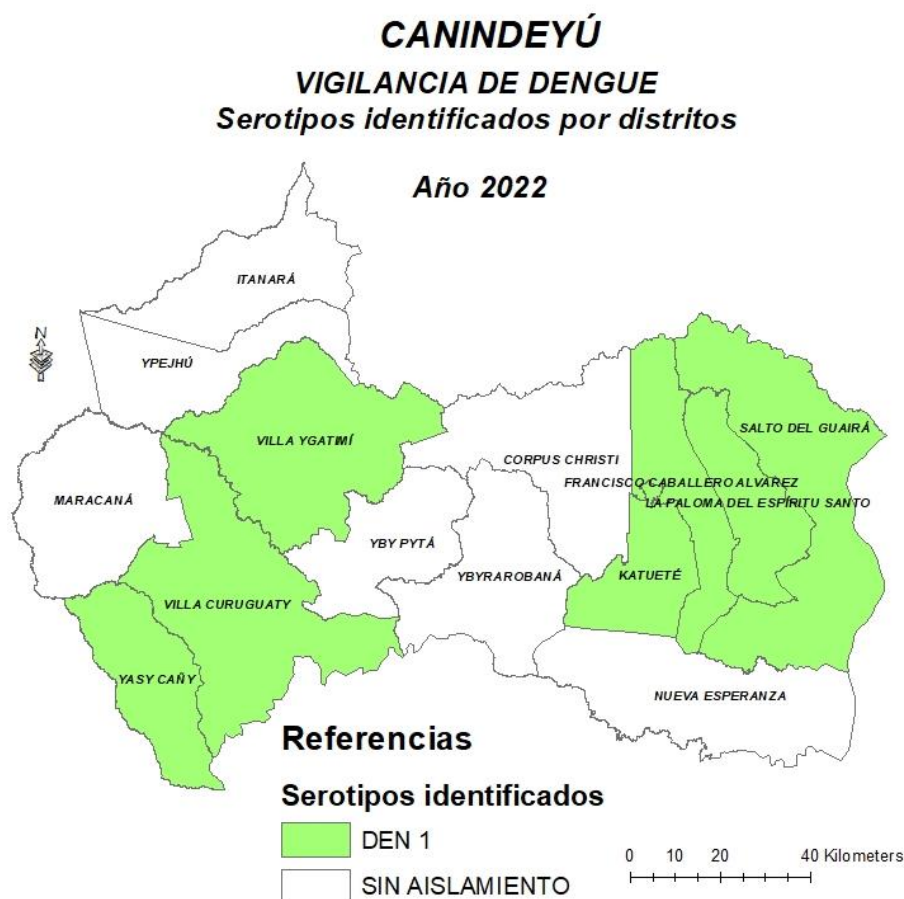 CANINDEYÚ
VIGILANCIA DE DENGUE
Serotipos identificados por distritos
Año 2022
ITANARÁ
N
YPEJHÚ
VILLA YGATIMÍ
SALTO DEL GUAIRÁ
CORPUS CHRISTI
FRANCISCO CABALLERO ALVAREZ
MARACANÁ
LA PALOMA DEL ESPÍRITU SANTO
YBY PYTÁ
YBYRAROBANÁ
KATUETÉ
VILLA CURUGUATY
YASY CAÑY
NUEVA ESPERANZA
Referencias
Serotipos identificados
DEN 1
SIN AISLAMIENTO
0 10 20 40 Kilometers